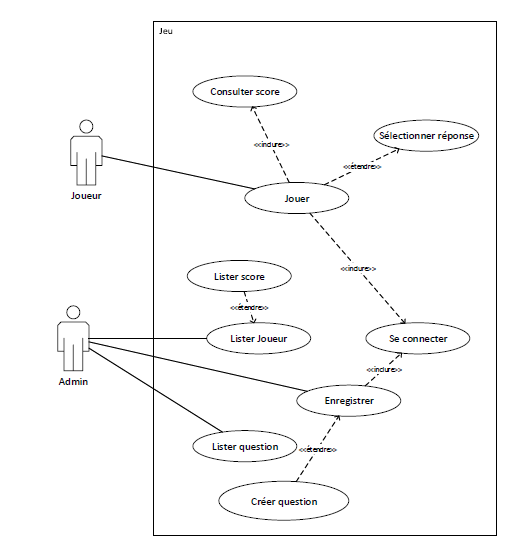 Jeu
Consulter score
<<inclure>>
Sélectionner réponse
<<étendre>>
Joueur
Jouer
<<inclure>>
Lister score
<<étendre>>
Lister Joueur
Se connecter
Admin
<<inclure>>
Enregistrer
Lister question
<<étendre>>
Créer question